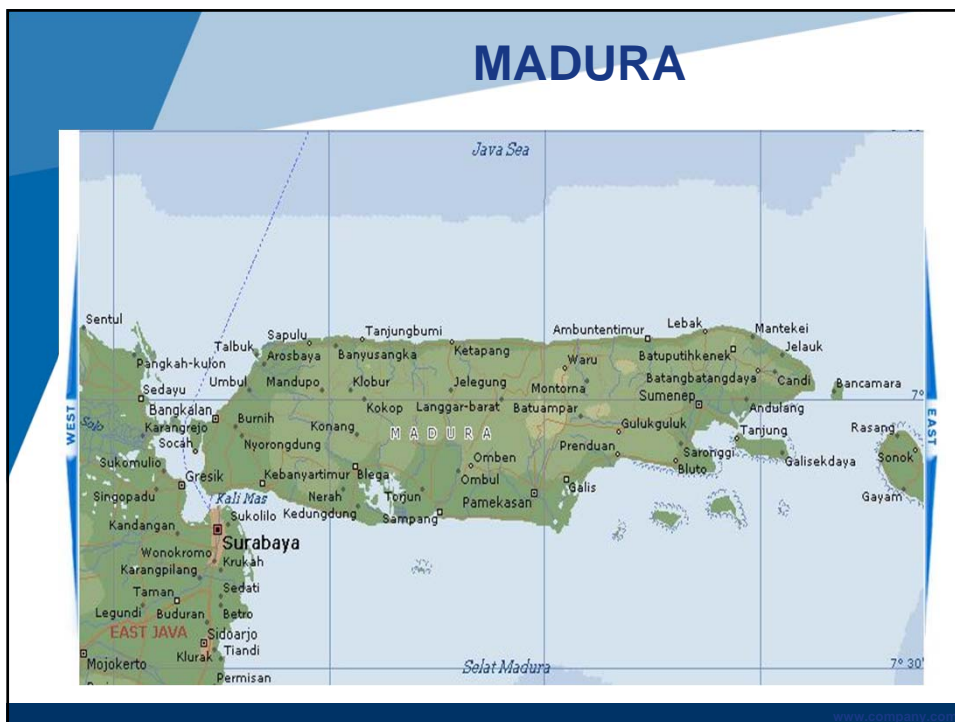 MADURA
Java Sea
Sentul
Sapulu
Tanjungbumi
Ambuntentimur
Lebak
Mantekei
Talbuk
Arosbaya
Banyusangka
Ketapang
Waru
Batuputihkenek
Jelauk
Pangkah-kulon
Umbul
Mandupo
Klobur
Jelegung
Montorna
Batangbatangdaya
Candi
Bancamara
Sedayu
Kokop
Langgar-barat
Batuampar
Sumenep
Andulang
7°
Bangkalan
WEST
Solo
Karangrejo
Burnih
Konang
MADURA
Gulukguluk
Tanjung
Rasang
EAST
Socah
Nyorongdung
Prenduan
Saronggi
Galisekdaya
Sonok
Sukomulio
Gresik
Kebanyartimur
Blega
Omben
Ombul
Bluto
Singopadu
Kali Mas
Nerah
Torjun
Pamekasan
Galis
Gayam
Kedungdung
Sampang
Kandangan
Sukolilo
Surabaya
Wonokromo
Krukah
Karangpilang
Taman
Sedati
Legundi
Buduran
Betro
EAST JAVA
Sidoarjo
Klurak
Tiandi
Mojokerto
Selat Madura
7° 30'
Permisan
www.company.com